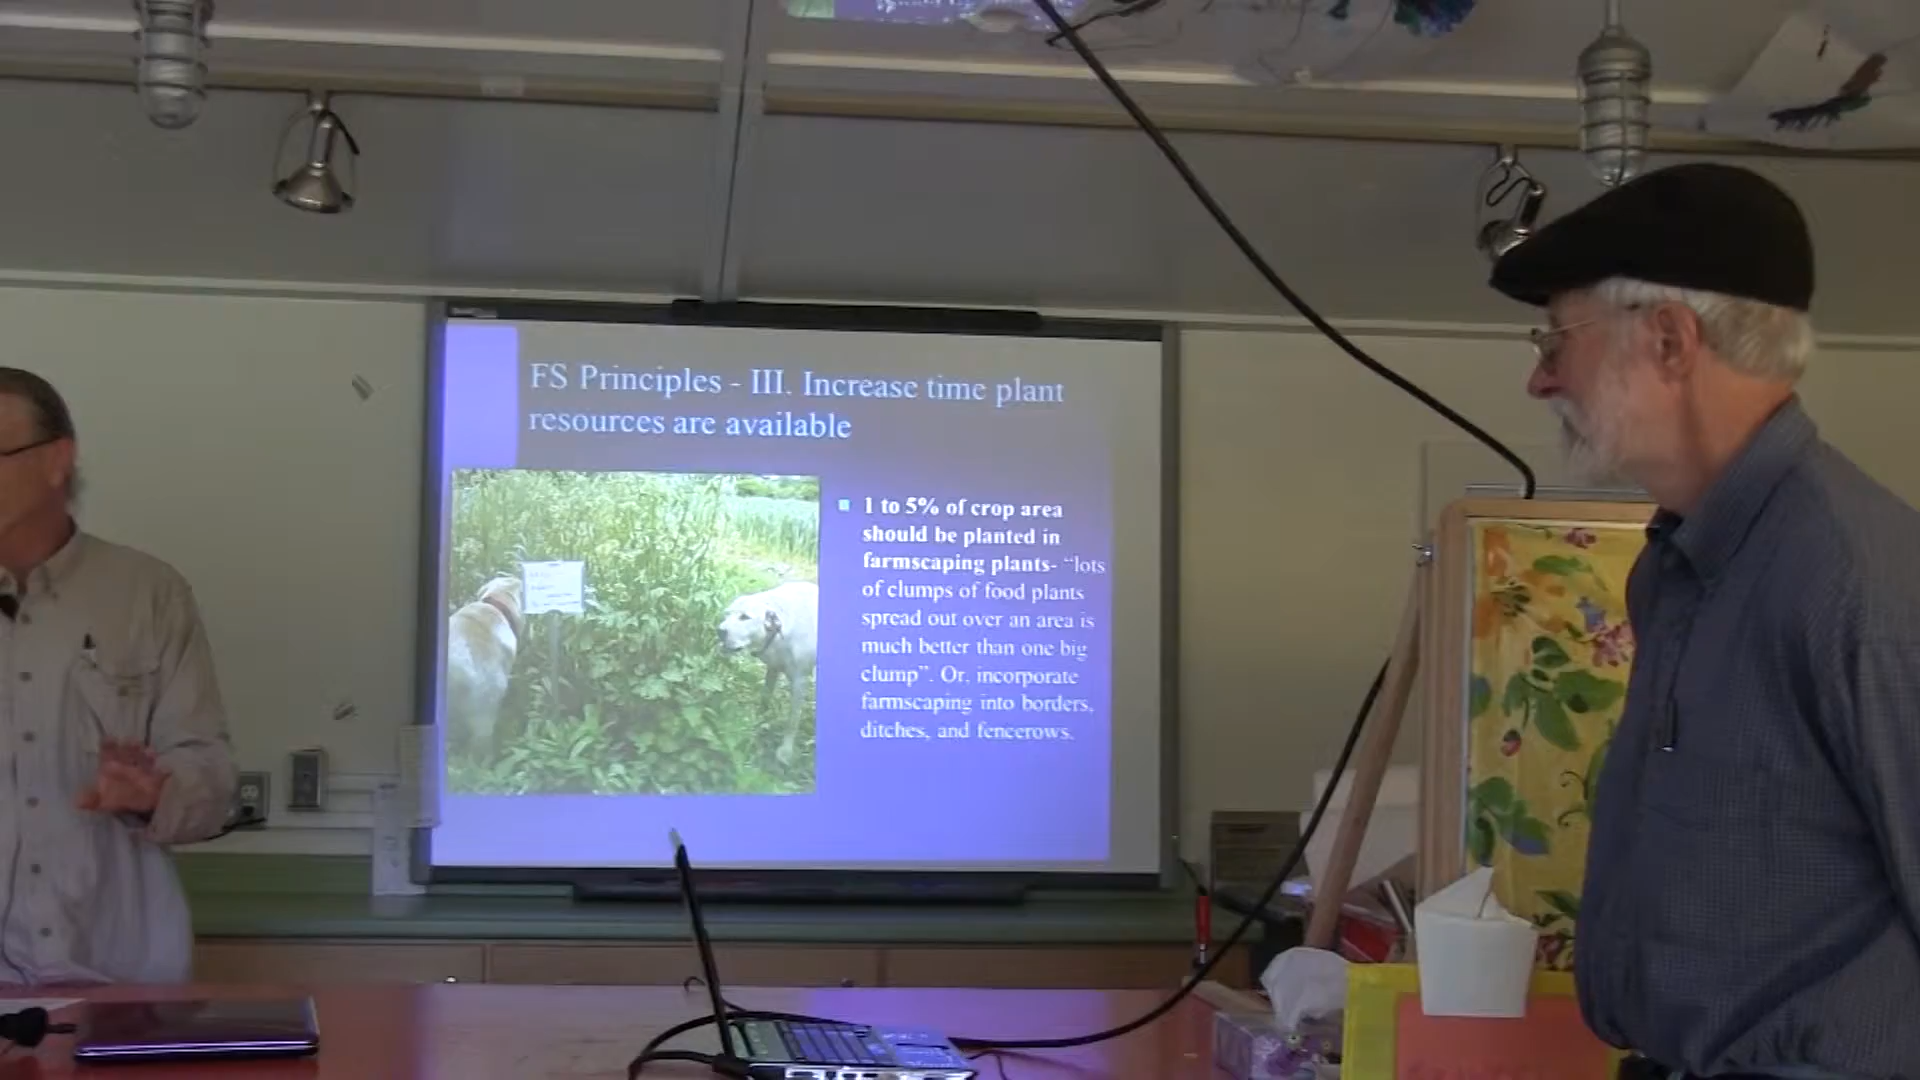 FS Principles - III. Increase time plant
resources are available
1 to 5% of crop area
should be planted in
farmscaping plants- “lots
of clumps of food plants
spread out over an area is
much better than one big
clump”. Or, incorporate
farmscaping into borders,
ditches, and fencerows.